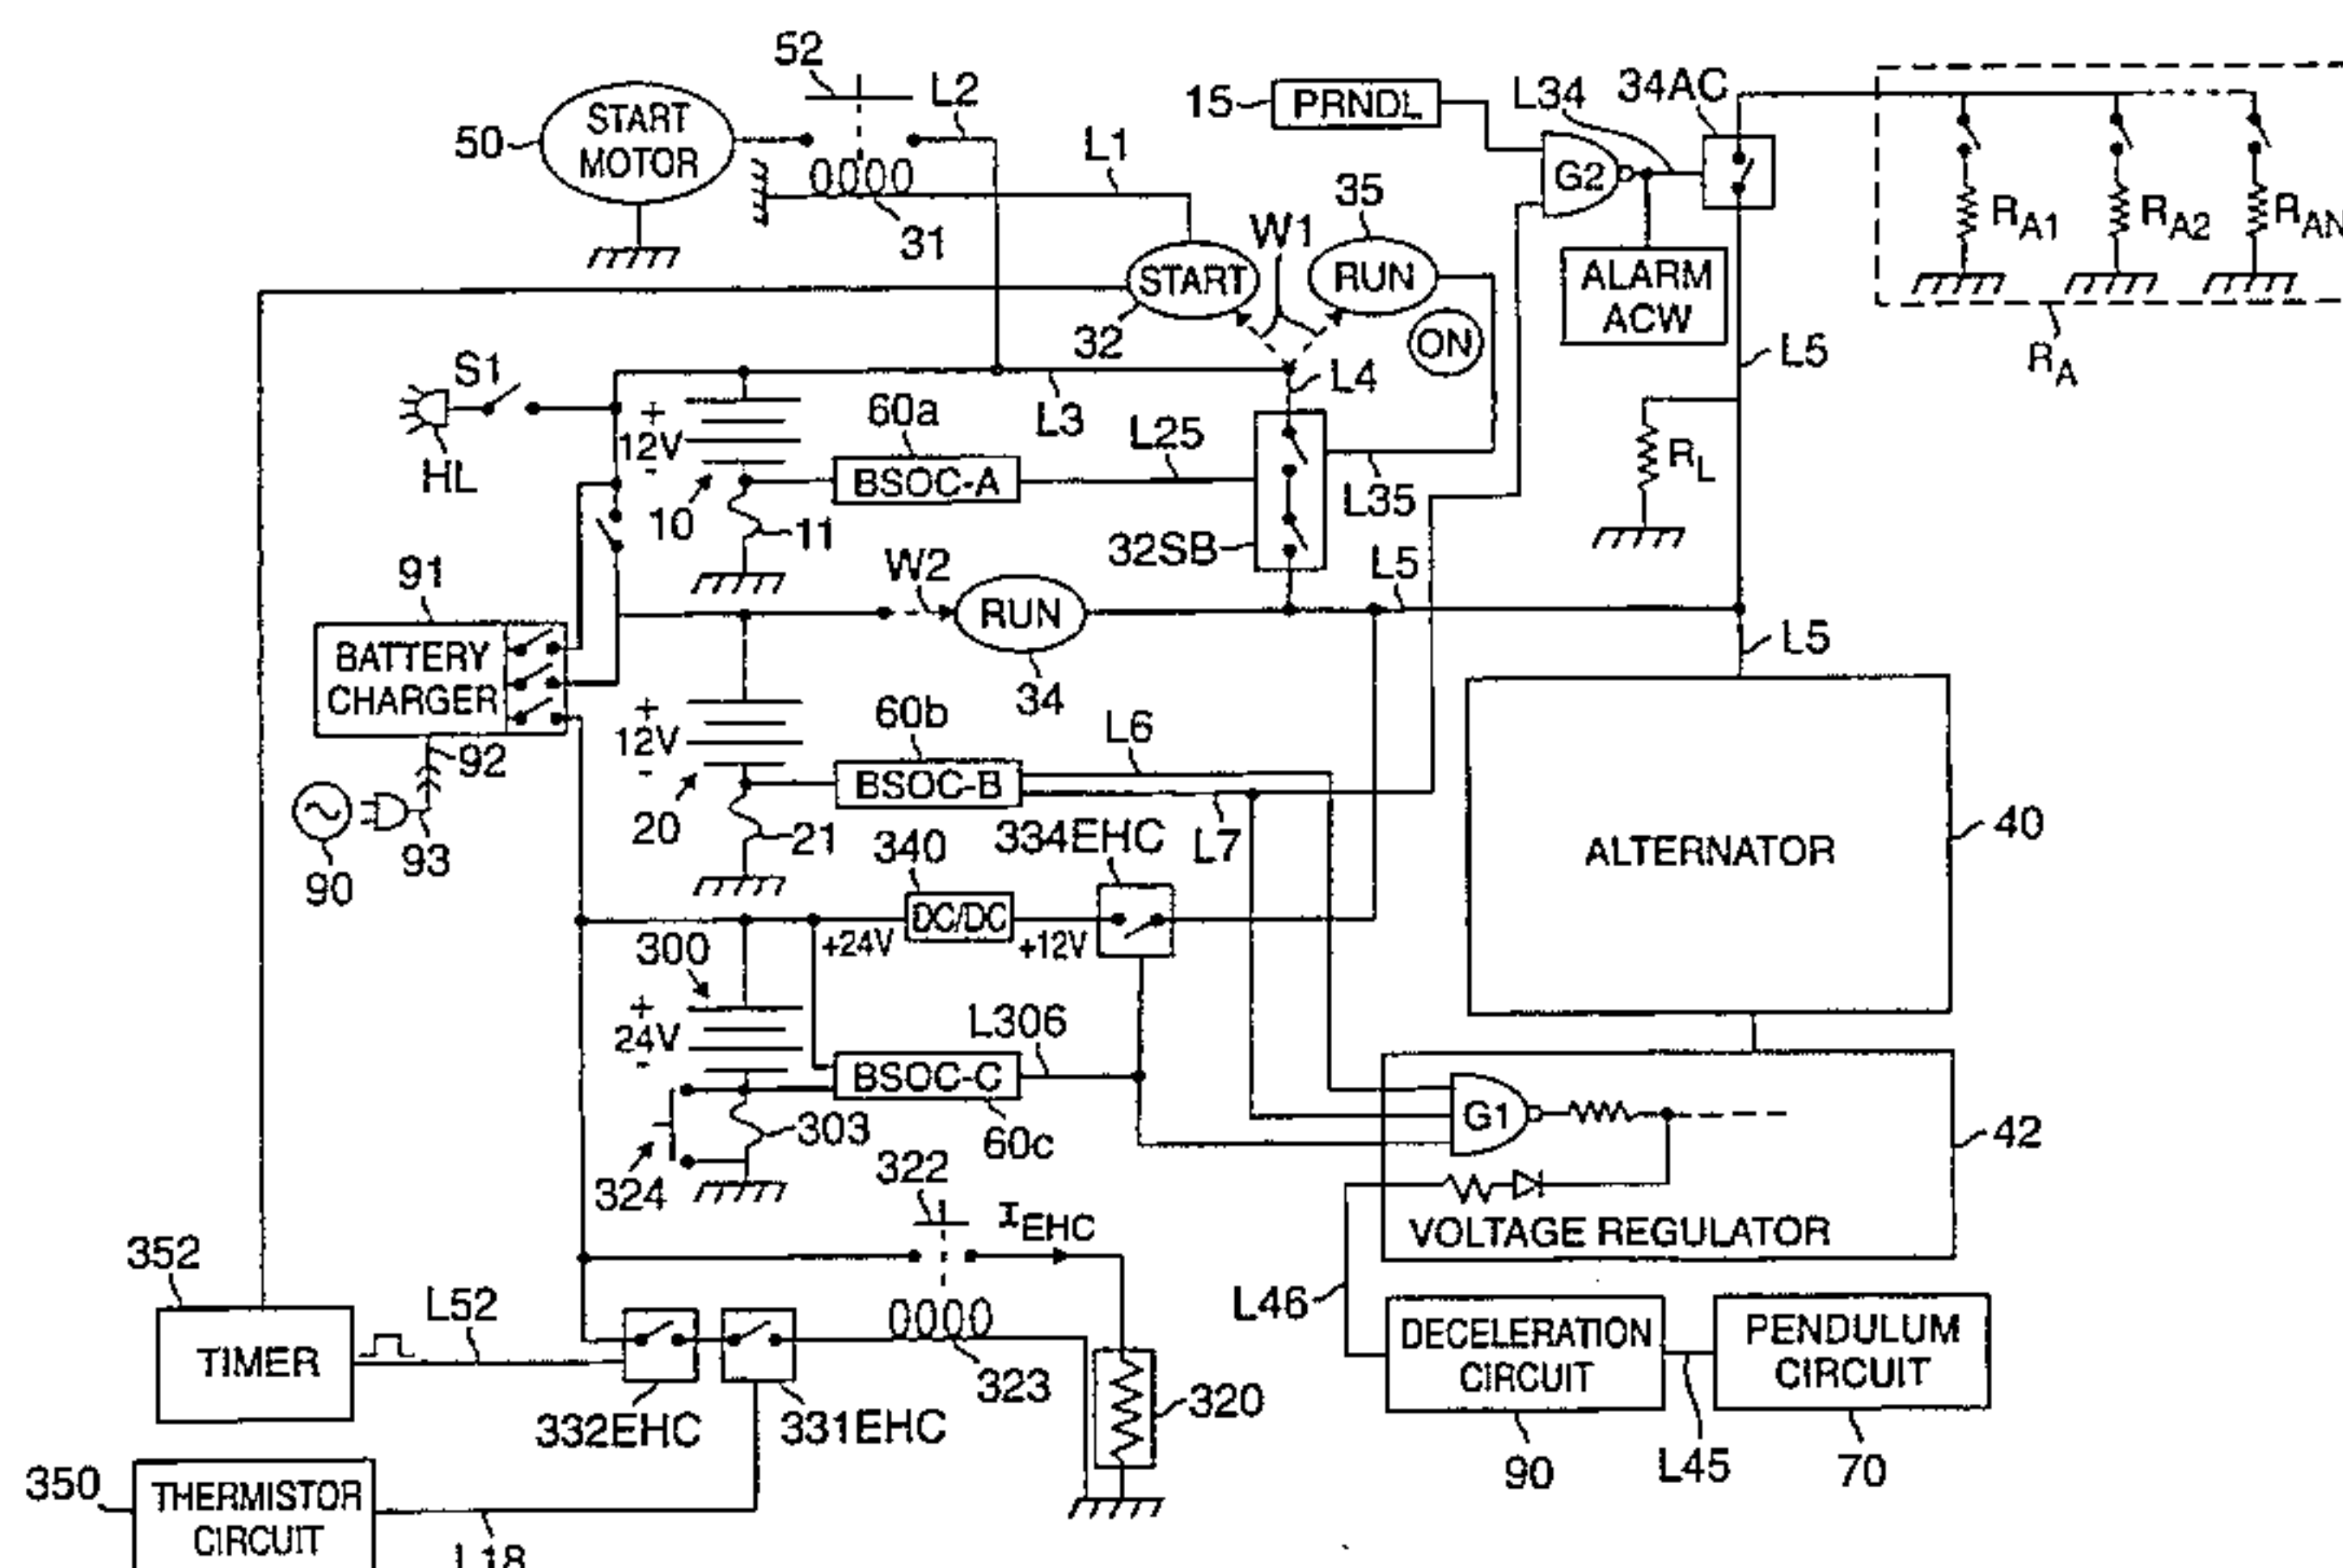 52
L2
15
PRNDL
L34
34AC
50
START
MOTOR
L1
G2
31
W1
35
START
RUN
32
ON
ALARM
ACW
RA1
RA2
RAN
RA
S1
HL
+
12V
-
60a
L3
L4
L5
BSOC-A
L25
L35
RL
10
11
32SB
91
W2
RUN
L5
L5
BATTERY
CHARGER
34
+
12V
-
60b
L6
92
BSOC-B
20
21
340
334EHC
L7
90
93
ALTERNATOR
40
300
+24V
DC/DC
+12V
+
24V
-
L306
BSOC-C
60c
G1
42
303
324
322
IEHC
VOLTAGE REGULATOR
352
L52
TIMER
L46
DECELERATION
CIRCUIT
PENDULUM
CIRCUIT
332EHC
331EHC
323
320
90
L45
70
350
THERMISTOR
CIRCUIT
L18